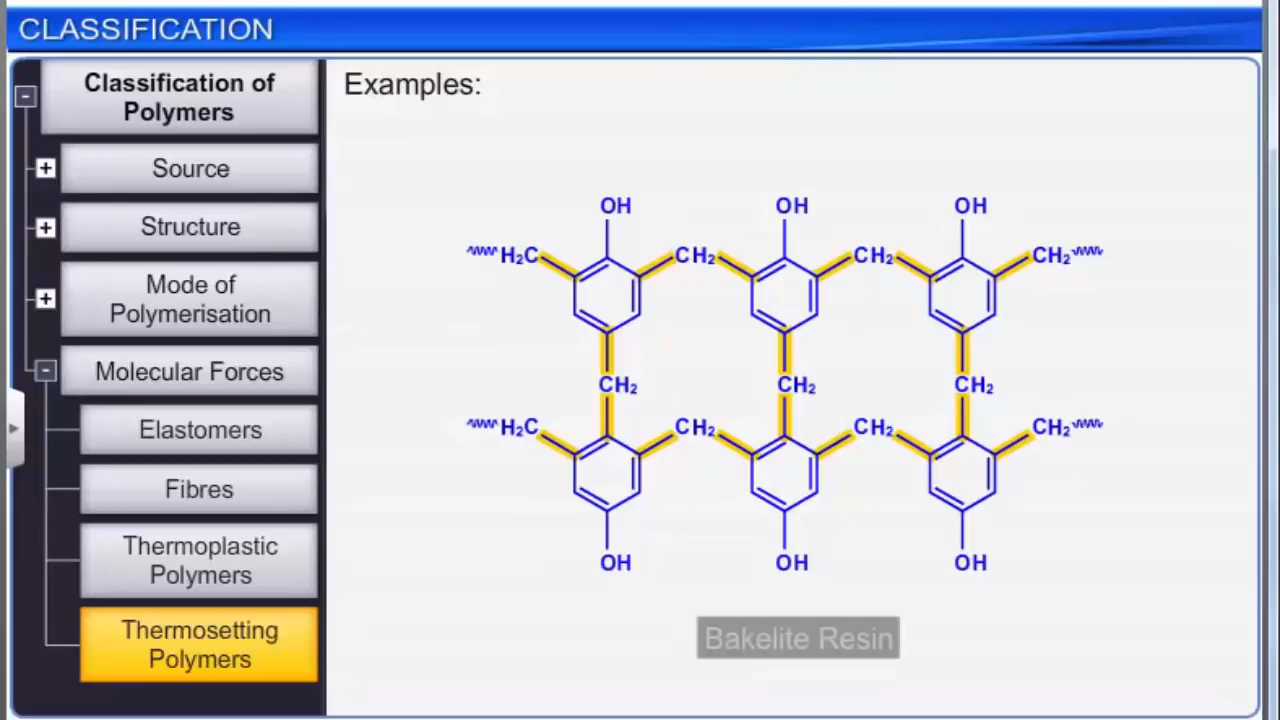 CLASSIFICATION
Classification of
Polymers
Source
Structure
Mode of
Polymerisation
Molecular Forces
Elastomers
Fibres
Thermoplastic
Polymers
Thermosetting
Polymers
Examples:
OH OH OH
H₂C CH₂ CH₂ CH₂
CH₂ CH₂ CH₂
H₂C CH₂ CH₂ CH₂
OH OH OH
Bakelite Resin